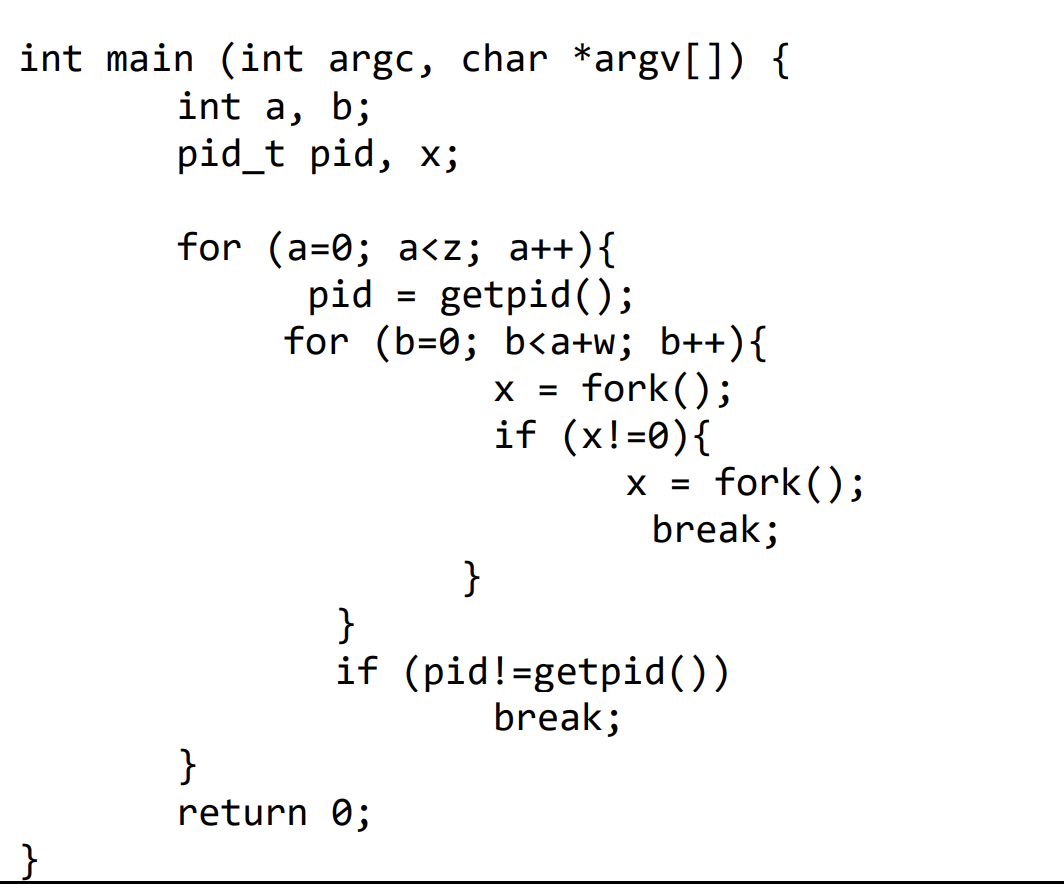 int main (int argc, char *argv[]) {
int a, b;
pid_t pid, x;
for (a=0; a<z; a++){
pid = getpid();
for (b=0; b<a+w; b++){
x = fork();
if (x!=0){
x = fork();
break;
}
}
if (pid!=getpid())
break;
}
return 0;
}